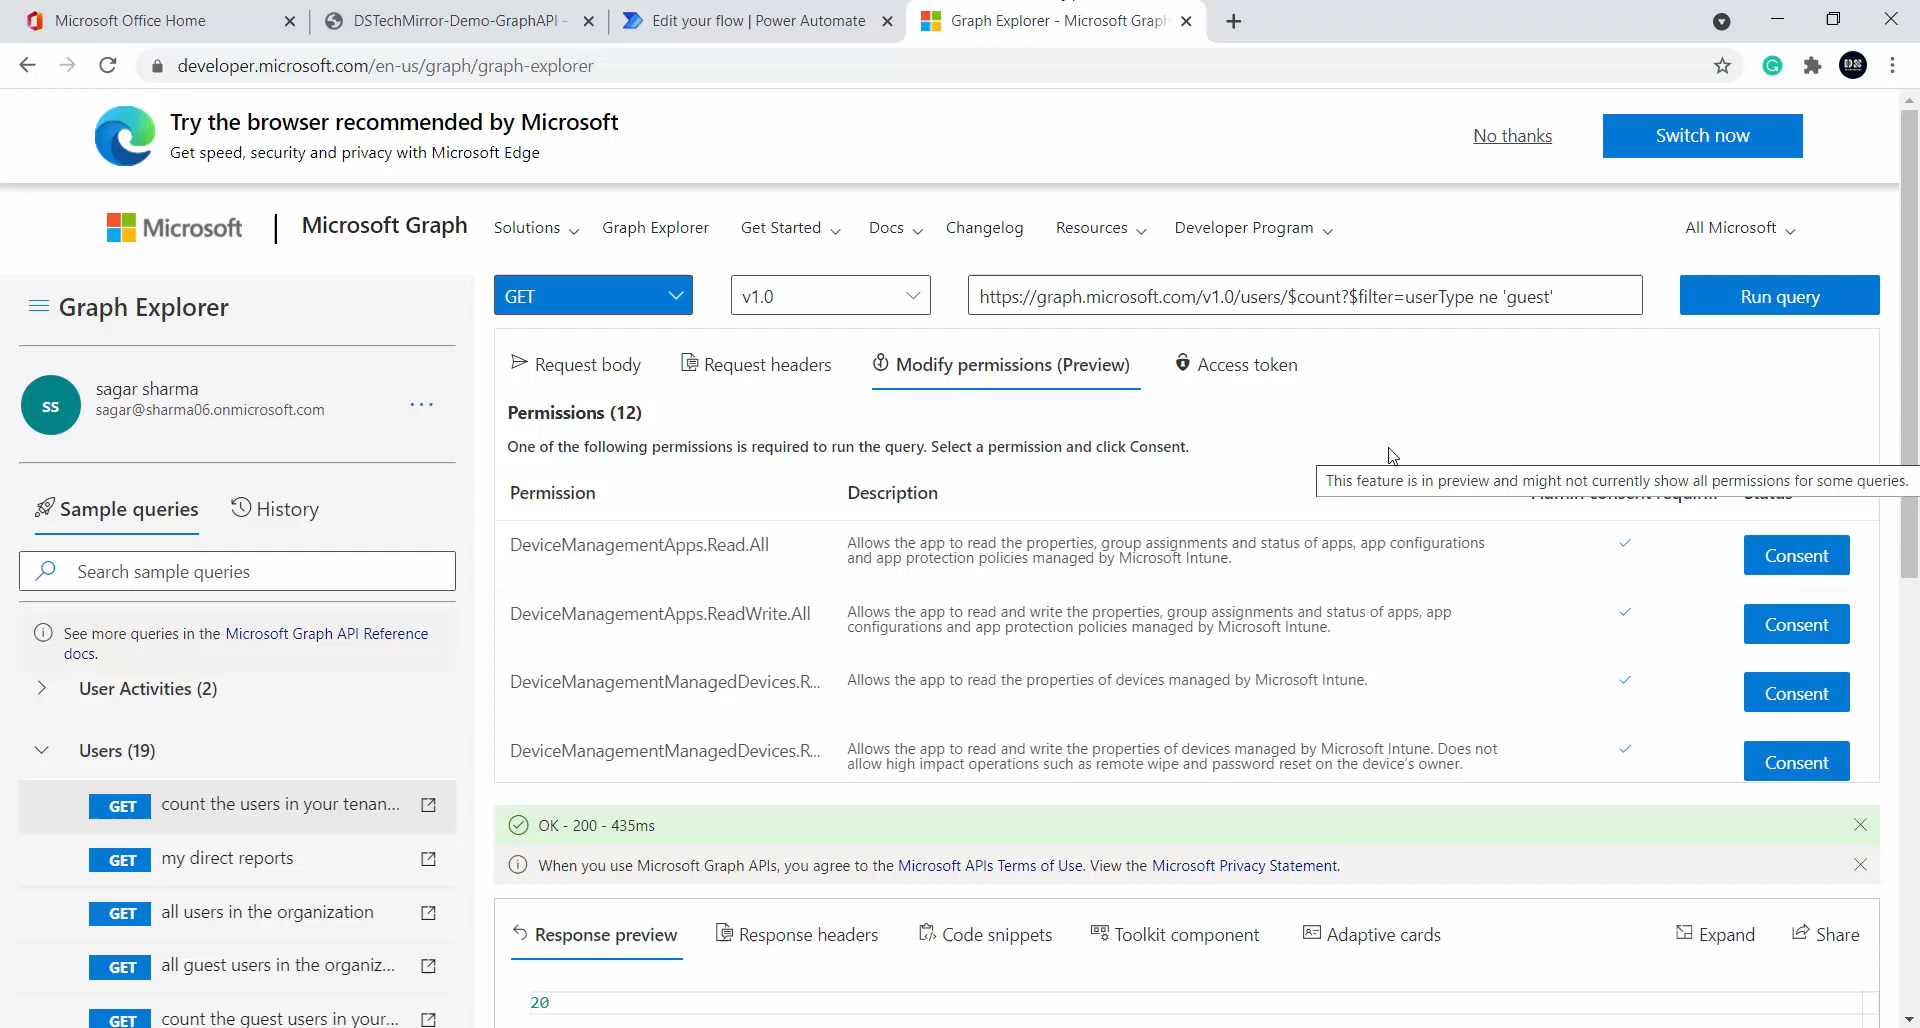 Microsoft Office Home
DSTechMirror-Demo-GraphAPI -
Edit your flow | Power Automate
Graph Explorer - Microsoft Graph
developer.microsoft.com/en-us/graph/graph-explorer
Try the browser recommended by Microsoft
Get speed, security and privacy with Microsoft Edge
No thanks
Switch now
Microsoft
Microsoft Graph
Solutions
Graph Explorer
Get Started
Docs
Changelog
Resources
Developer Program
All Microsoft
Graph Explorer
GET
v1.0
https://graph.microsoft.com/v1.0/users/$count?$filter=userType ne 'guest'
Run query
SS
sagar sharma
sagar@sharma06.onmicrosoft.com
Request body
Request headers
Modify permissions (Preview)
Access token
Permissions (12)
One of the following permissions is required to run the query. Select a permission and click Consent.
This feature is in preview and might not currently show all permissions for some queries.
Permission
Description
DeviceManagementApps.Read.All
Allows the app to read the properties, group assignments and status of apps, app configurations
and app protection policies managed by Microsoft Intune.
Consent
DeviceManagementApps.ReadWrite.All
Allows the app to read and write the properties, group assignments and status of apps, app
configurations and app protection policies managed by Microsoft Intune.
Consent
DeviceManagementManagedDevices.R...
Allows the app to read the properties of devices managed by Microsoft Intune.
Consent
DeviceManagementManagedDevices.R...
Allows the app to read and write the properties of devices managed by Microsoft Intune. Does not
allow high impact operations such as remote wipe and password reset on the device's owner.
Consent
Sample queries
History
Search sample queries
See more queries in the Microsoft Graph API Reference
docs.
User Activities (2)
Users (19)
GET count the users in your tenan...
GET my direct reports
GET all users in the organization
GET all guest users in the organiz...
GET count the guest users in your...
OK - 200 - 435ms
When you use Microsoft Graph APIs, you agree to the Microsoft APIs Terms of Use. View the Microsoft Privacy Statement.
Response preview
Response headers
Code snippets
Toolkit component
Adaptive cards
Expand
Share
20